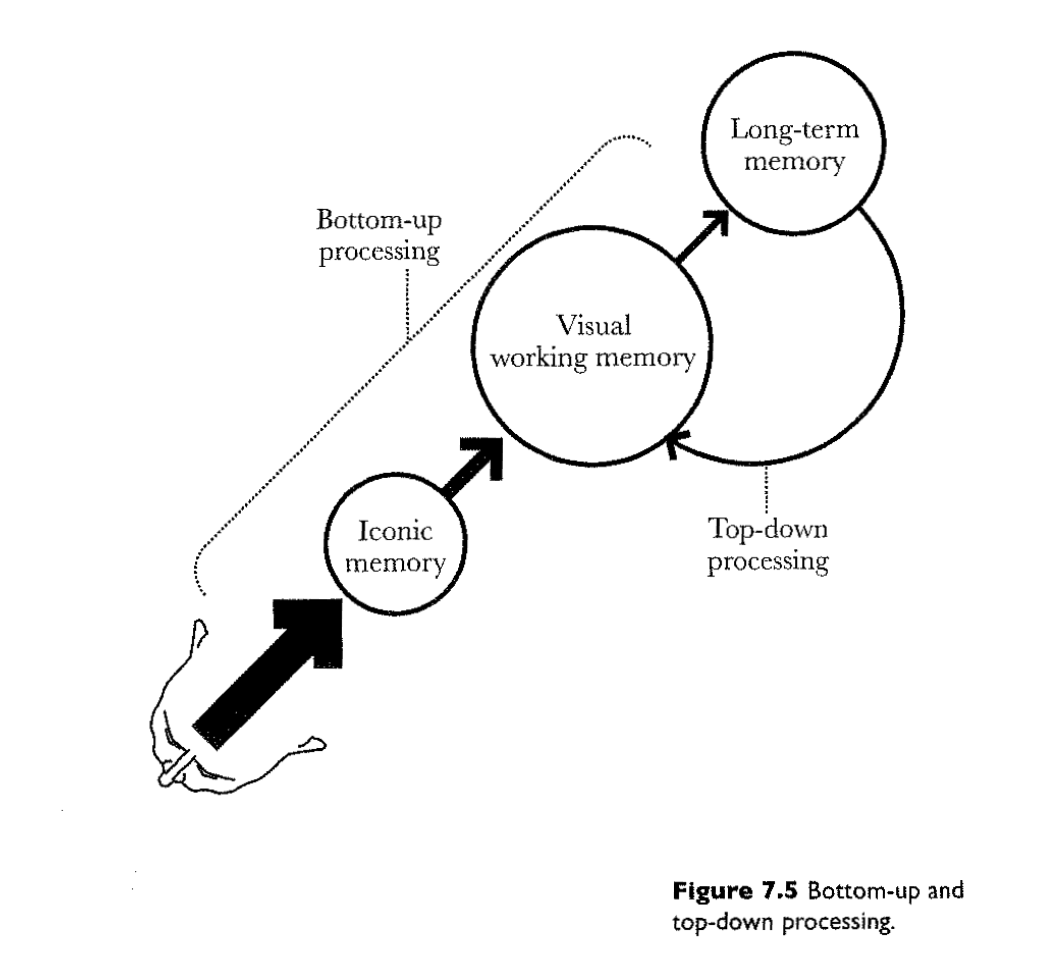 Long-term
memory
Bottom-up
processing
Visual
working memory
Iconic
memory
Top-down
processing
Figure 7.5 Bottom-up and
top-down processing.